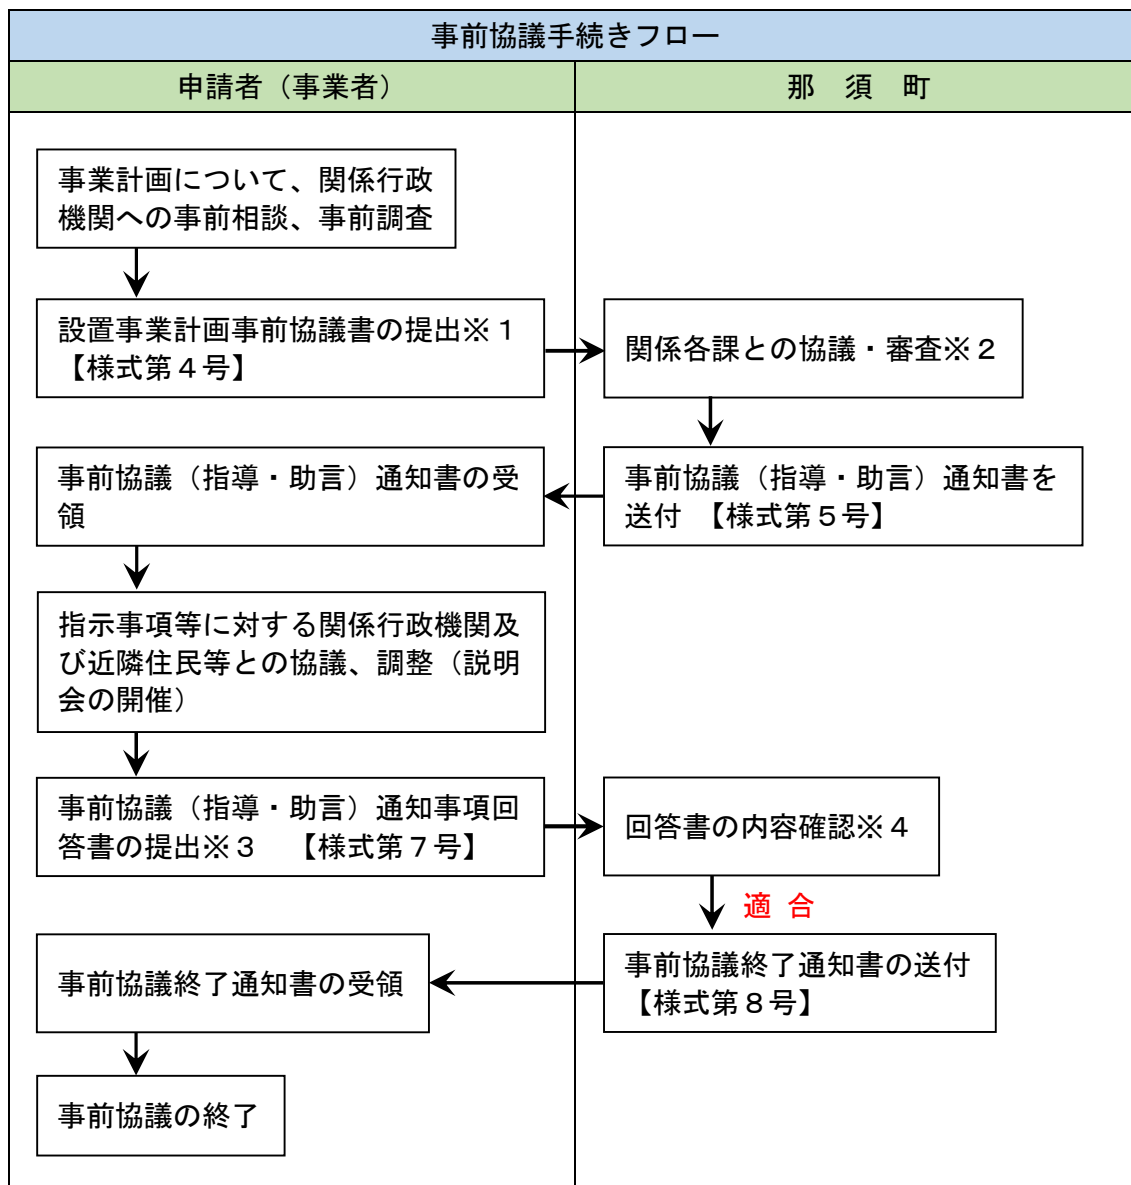 事前協議手続きフロー
申請者（事業者）
那　須　町
事業計画について、関係行政
機関への事前相談、事前調査
設置事業計画事前協議書の提出※１
【様式第４号】
関係各課との協議・審査※２
事前協議（指導・助言）通知書を
送付　【様式第５号】
事前協議（指導・助言）通知書の受
領
指示事項等に対する関係行政機関及
び近隣住民等との協議、調整（説明
会の開催）
事前協議（指導・助言）通知事項回
答書の提出※３　【様式第７号】
回答書の内容確認※４
適 合
事前協議終了通知書の送付
【様式第８号】
事前協議終了通知書の受領
事前協議の終了